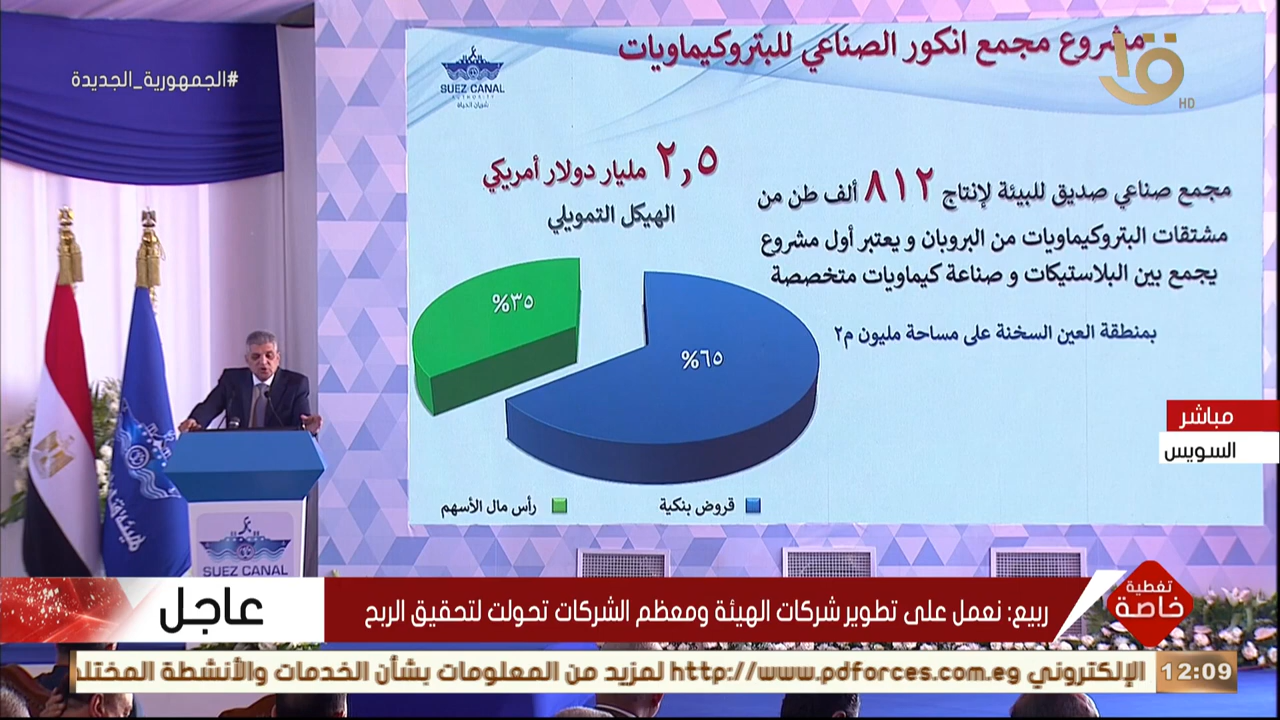 #الجمهورية_الجديدة
مشروع مجمع انكور الصناعي للبتروكيماويات
HD
SUEZ CANAL
AUTHORITY
شريان الحياة
٢,٥ مليار دولار أمريكي
الهيكل التمويلي
مجمع صناعي صديق للبيئة لإنتاج ٨١٢ ألف طن من
مشتقات البتروكيماويات من البروبان و يعتبر أول مشروع
يجمع بين البلاستيكات و صناعة كيماويات متخصصة
بمنطقة العين السخنة على مساحة مليون م٢
%٣٥
%٦٥
قروض بنكية
رأس مال الأسهم
مباشر
السويس
SUEZ CANAL
تغطية
خاصة
عاجل
ربيع: نعمل على تطوير شركات الهيئة ومعظم الشركات تحولت لتحقيق الربح
12:09
الإلكتروني http://www.pdforces.com.eg لمزيد من المعلومات بشأن الخدمات والأنشطة المختل